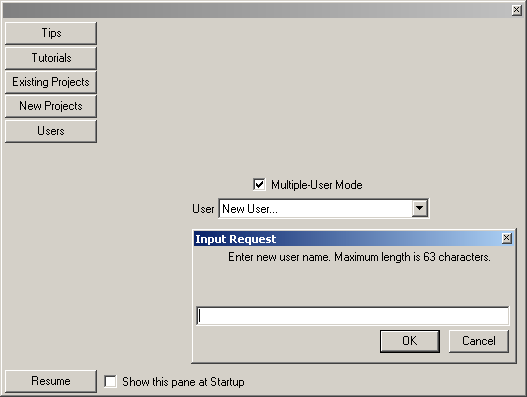 Tips
Tutorials
Existing Projects
New Projects
Users
Multiple-User Mode
User New User...
Input Request
Enter new user name. Maximum length is 63 characters.
OK Cancel
Resume Show this pane at Startup